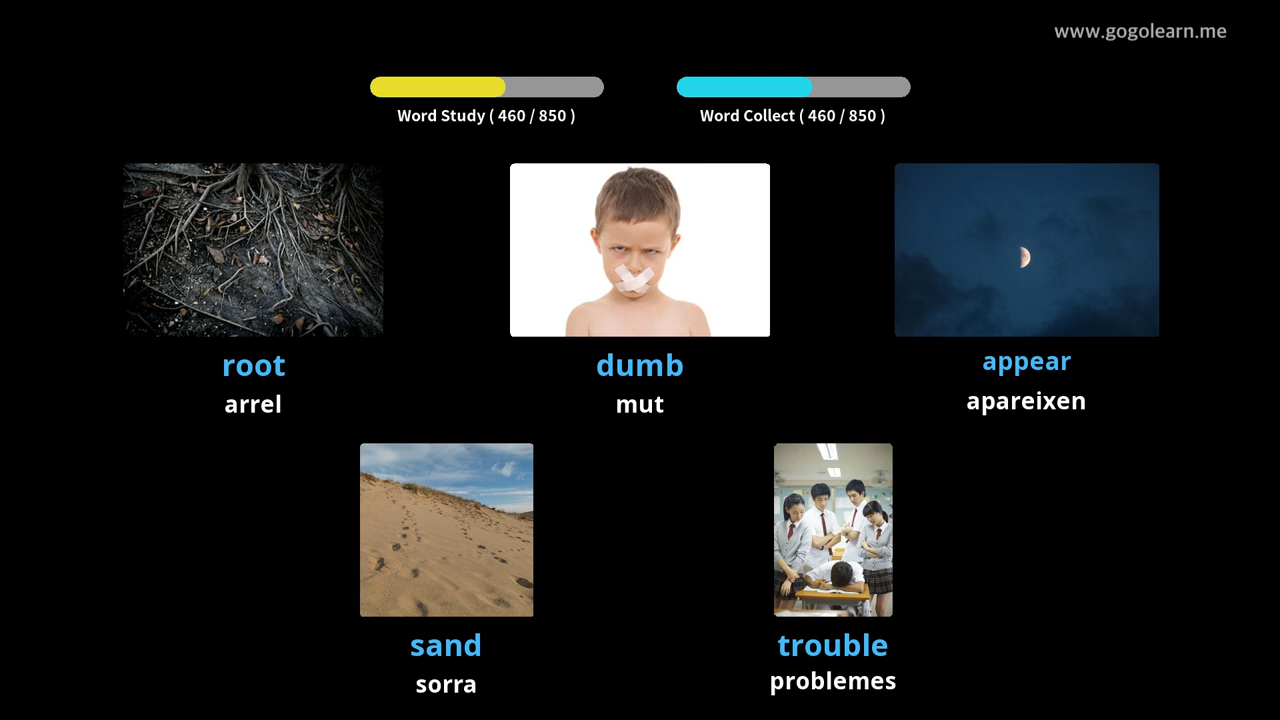 www.gogolearn.me
Word Study ( 460 / 850 )
Word Collect ( 460 / 850 )
root
arrel
dumb
mut
appear
apareixen
sand
sorra
trouble
problemes